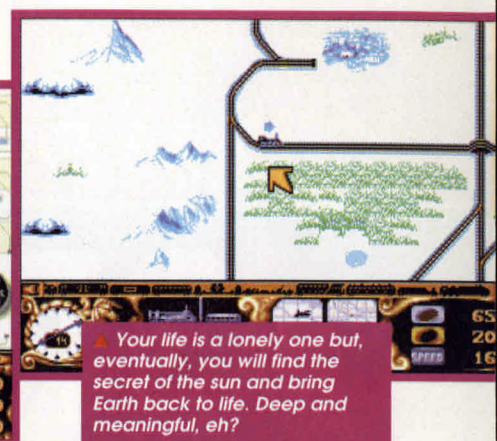 14
65
20
SPEED 16
Your life is a lonely one but,
eventually, you will find the
secret of the sun and bring
Earth back to life. Deep and
meaningful, eh?